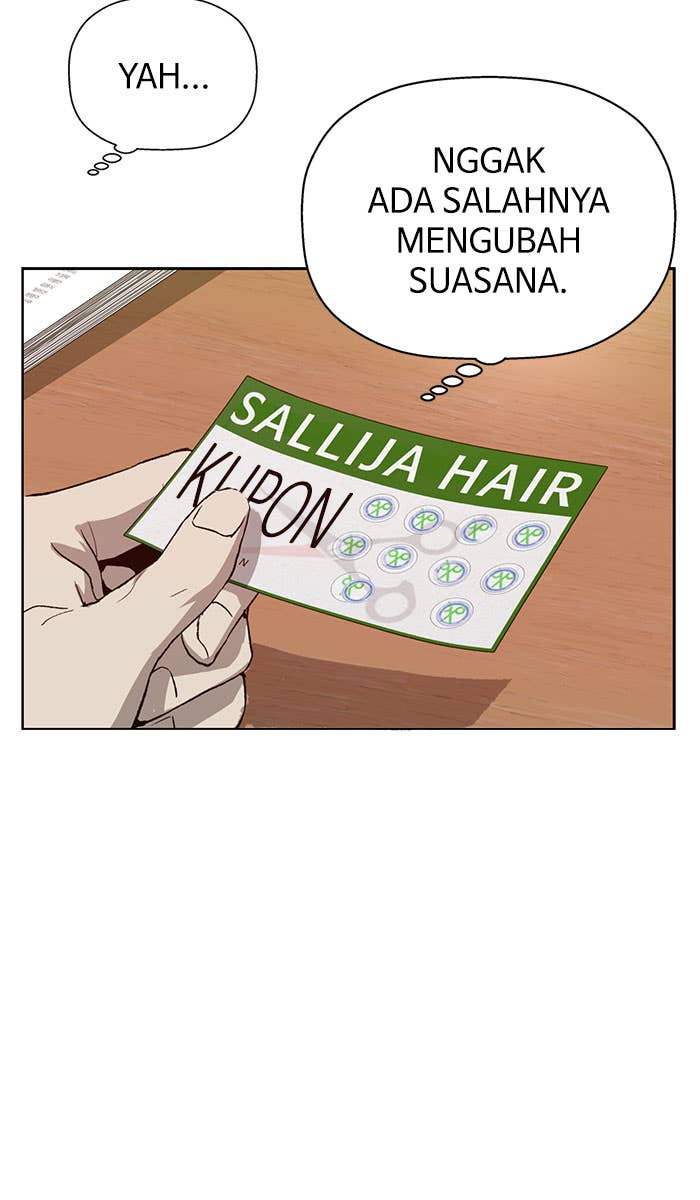 YAH...
NGGAK
ADA SALAHNYA
MENGUBAH
SUASANA.
SALLIJA HAIR
KUPON
N